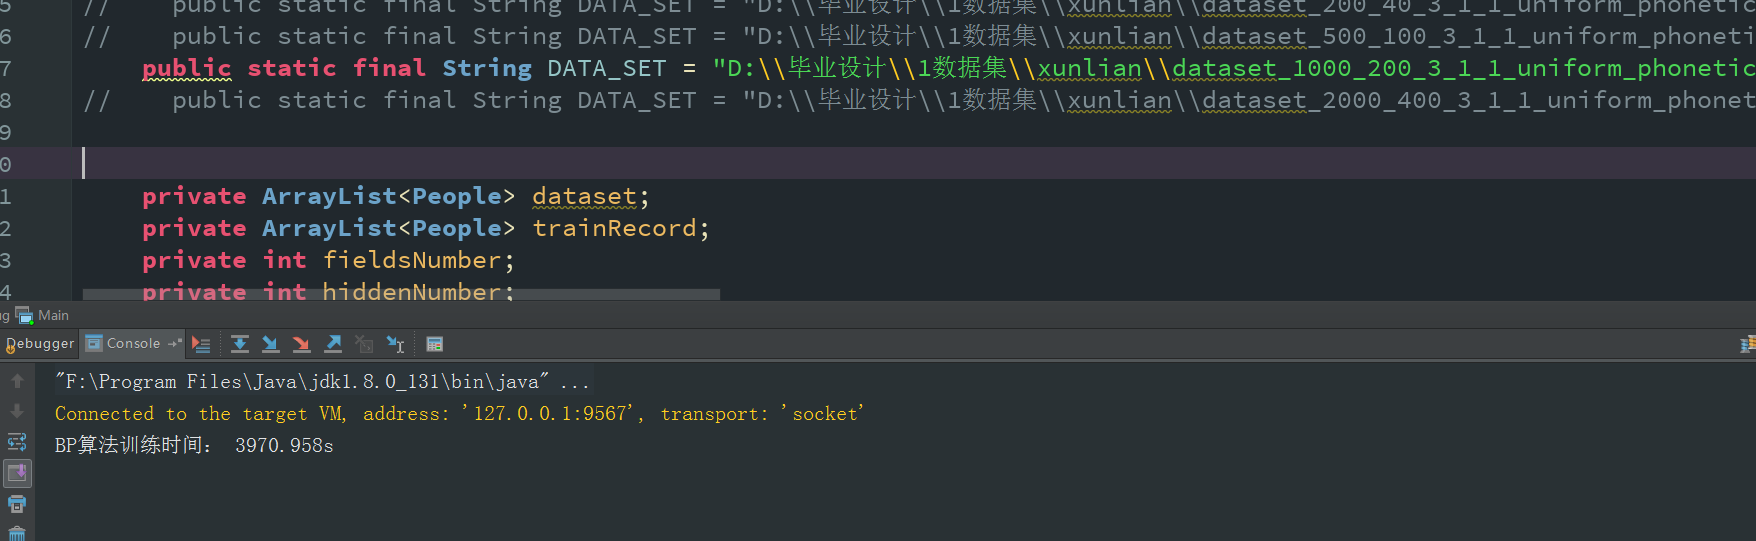 5 //    public static final String DATA_SET = "D:\\毕业设计\\1数据集\\xunlian\\dataset_200_40_3_1_1_uniform_phonetic
6 //    public static final String DATA_SET = "D:\\毕业设计\\1数据集\\xunlian\\dataset_500_100_3_1_1_uniform_phoneti
7 public static final String DATA_SET = "D:\\毕业设计\\1数据集\\xunlian\\dataset_1000_200_3_1_1_uniform_phonetic
8 //    public static final String DATA_SET = "D:\\毕业设计\\1数据集\\xunlian\\dataset_2000_400_3_1_1_uniform_phonet
9
0
1 private ArrayList<People> dataset;
2 private ArrayList<People> trainRecord;
3 private int fieldsNumber;
4 private int hiddenNumber;
ug Main
Debugger Console
"F:\Program Files\Java\jdk1.8.0_131\bin\java" ...
Connected to the target VM, address: '127.0.0.1:9567', transport: 'socket'
BP算法训练时间： 3970.958s